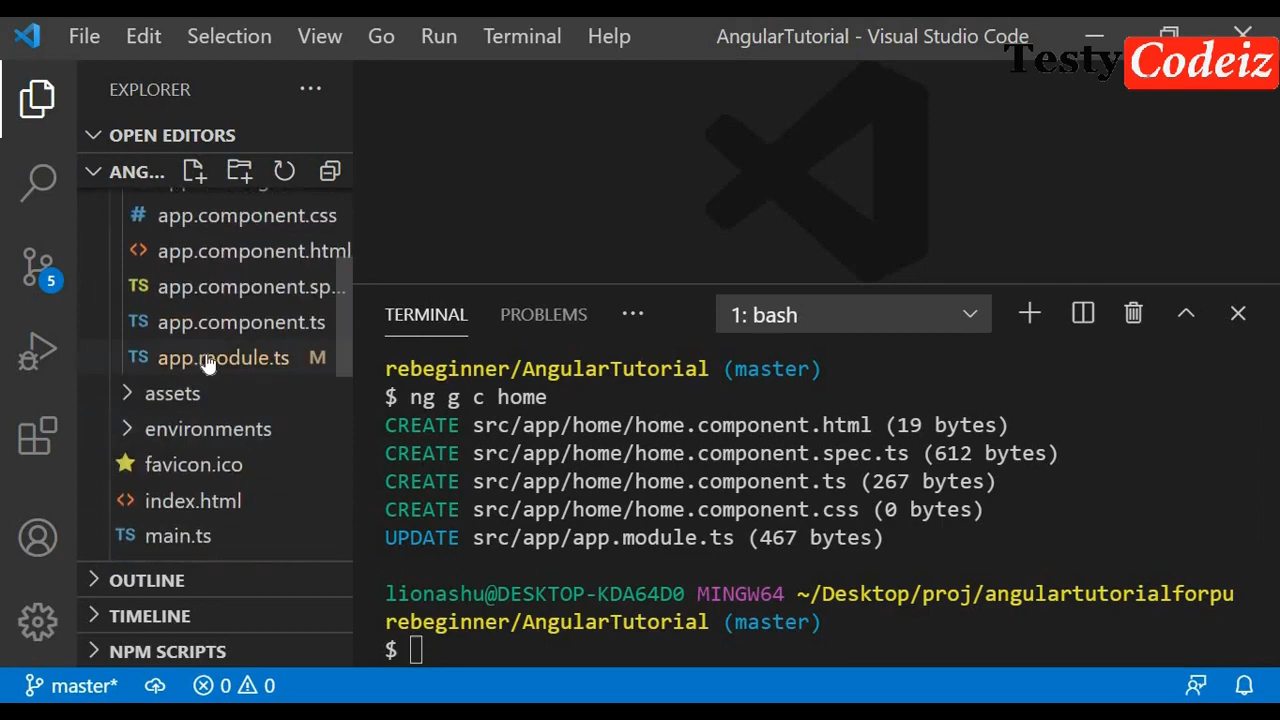 File Edit Selection View Go Run Terminal Help AngularTutorial - Visual Studio Code
Testy Codeiz
EXPLORER
OPEN EDITORS
ANG...
app.component.css
app.component.html
app.component.sp...
app.component.ts
app.module.ts M
assets
environments
favicon.ico
index.html
main.ts
OUTLINE
TIMELINE
NPM SCRIPTS
5
TERMINAL PROBLEMS 1: bash
rebeginner/AngularTutorial (master)
$ ng g c home
CREATE src/app/home/home.component.html (19 bytes)
CREATE src/app/home/home.component.spec.ts (612 bytes)
CREATE src/app/home/home.component.ts (267 bytes)
CREATE src/app/home/home.component.css (0 bytes)
UPDATE src/app/app.module.ts (467 bytes)
lionashu@DESKTOP-KDA64D0 MINGW64 ~/Desktop/proj/angulartutorialforpu
rebeginner/AngularTutorial (master)
$
master* 0 0